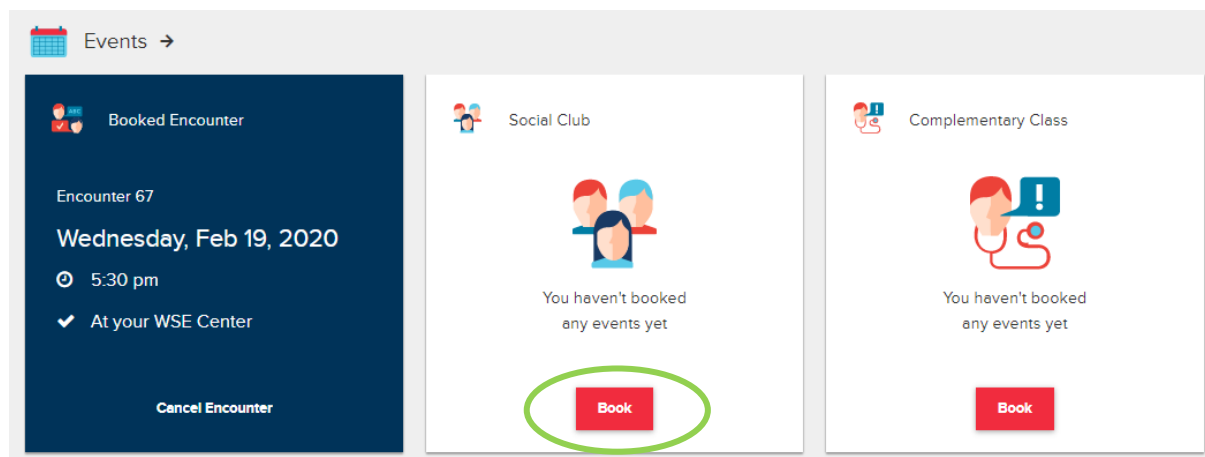 Events →
Booked Encounter
Encounter 67
Wednesday, Feb 19, 2020
5:30 pm
At your WSE Center
Cancel Encounter
Social Club
You haven't booked
any events yet
Book
Complementary Class
You haven't booked
any events yet
Book